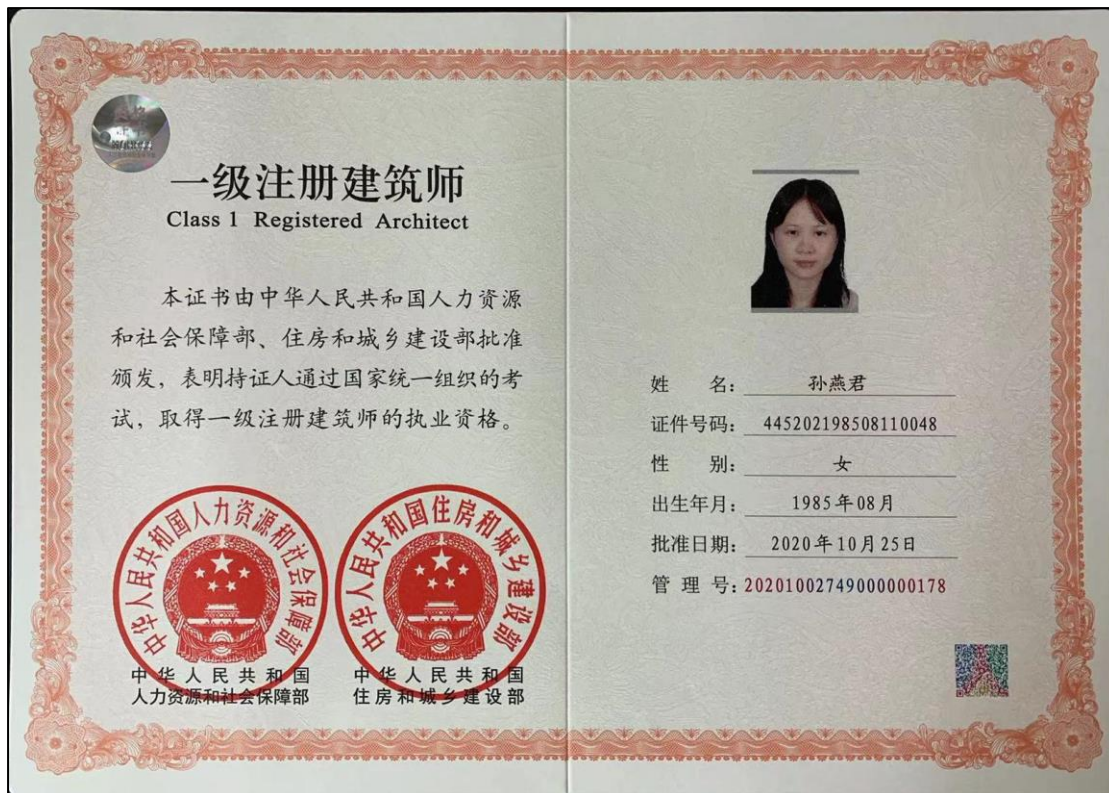 一级注册建筑师
Class 1 Registered Architect
本证书由中华人民共和国人力资源
和社会保障部、住房和城乡建设部批准
颁发，表明持证人通过国家统一组织的考
试，取得一级注册建筑师的执业资格。
中华人民共和国人力资源和社会保障部
中华人民共和国住房和城乡建设部
中华人民共和国
人力资源和社会保障部
中华人民共和国
住房和城乡建设部
姓 名：孙燕君
证件号码：445202198508110048
性 别：女
出生年月：1985年08月
批准日期：2020年10月25日
管 理 号：20201002749000000178